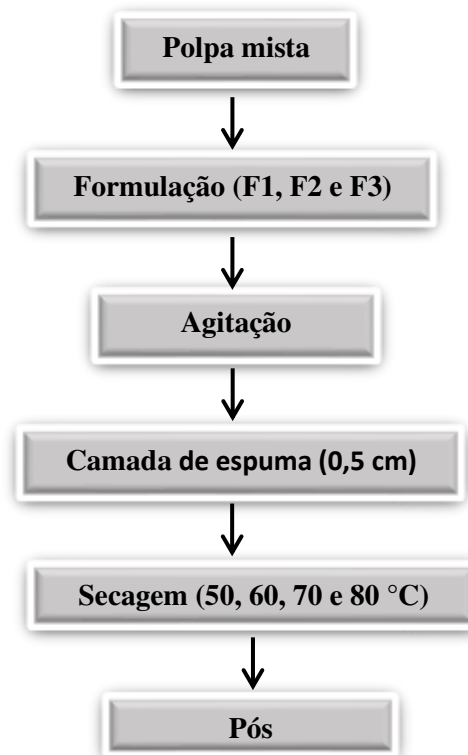 Polpa mista
Formulação (F1, F2 e F3)
Agitação
Camada de espuma (0,5 cm)
Secagem (50, 60, 70 e 80 °C)
Pós